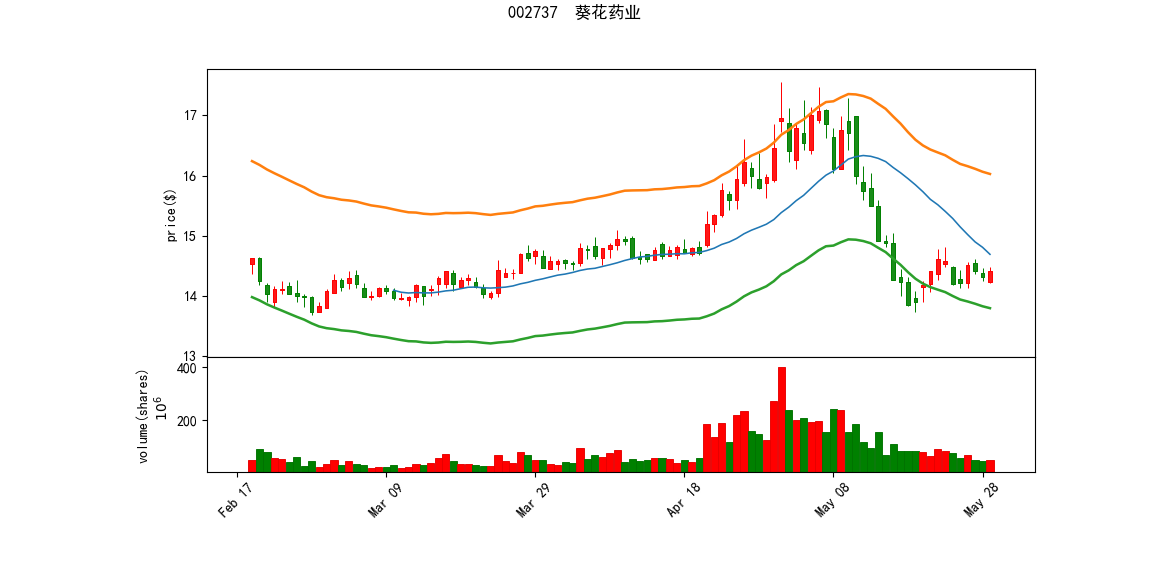 002737  葵花药业
price($)
17
16
15
14
13
volume(shares)
10^6
400
200
Feb 17
Mar 09
Mar 29
Apr 18
May 08
May 28